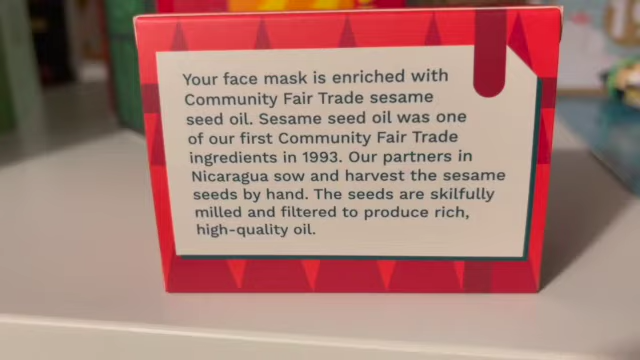 Your face mask is enriched with
Community Fair Trade sesame
seed oil. Sesame seed oil was one
of our first Community Fair Trade
ingredients in 1993. Our partners in
Nicaragua sow and harvest the sesame
seeds by hand. The seeds are skilfully
milled and filtered to produce rich,
high-quality oil.